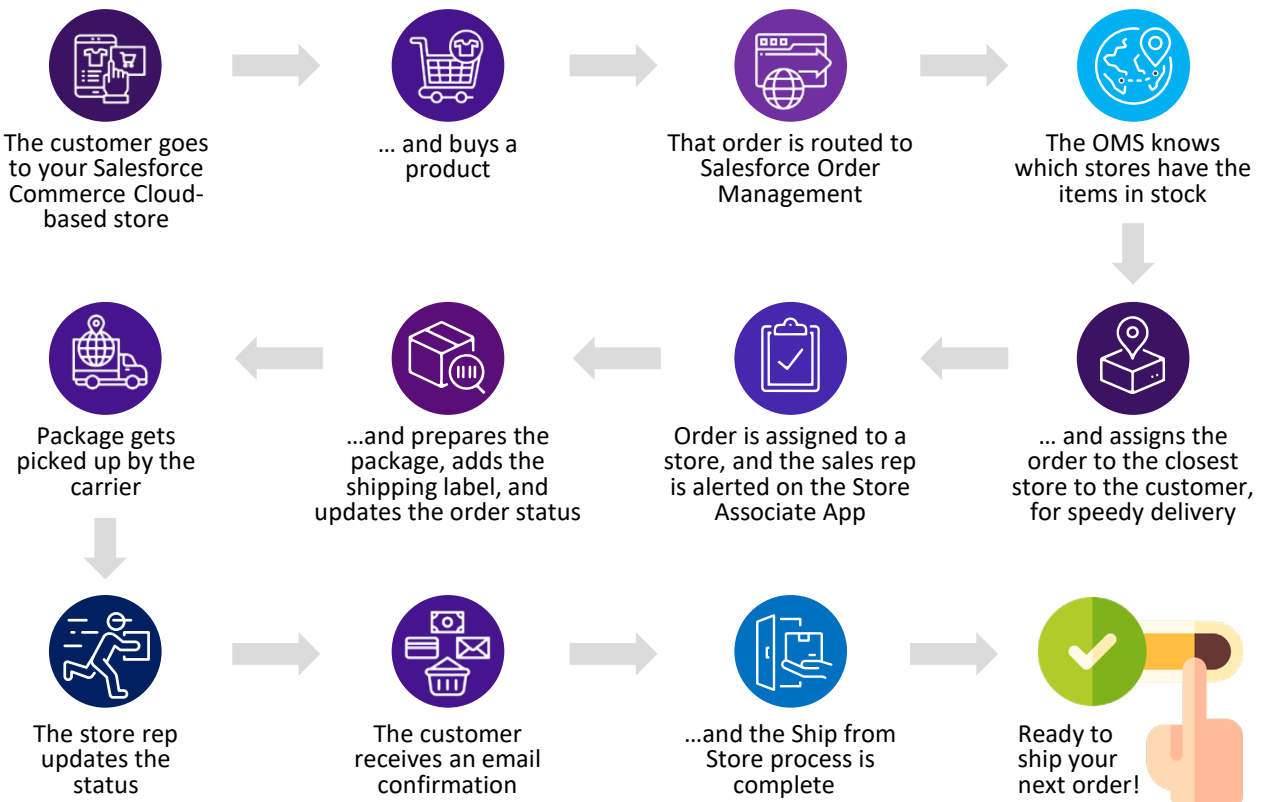 The customer goes
to your Salesforce
Commerce Cloud-
based store
... and buys a
product
That order is routed to
Salesforce Order
Management
The OMS knows
which stores have the
items in stock
... and assigns the
order to the closest
store to the customer,
for speedy delivery
Order is assigned to a
store, and the sales rep
is alerted on the Store
Associate App
...and prepares the
package, adds the
shipping label, and
updates the order status
Package gets
picked up by the
carrier
The store rep
updates the
status
The customer
receives an email
confirmation
...and the Ship from
Store process is
complete
Ready to
ship your
next order!